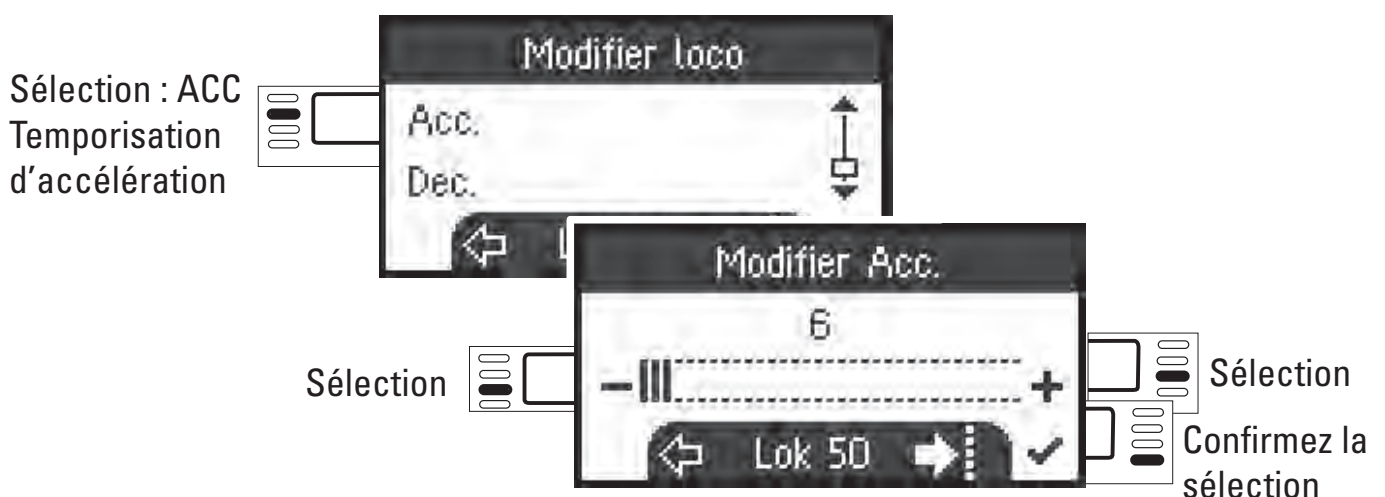 Modifier loco
Sélection : ACC
Temporisation
d'accélération
Acc.
Dec.
Modifier Acc.
6
Sélection
− +
Sélection
Lok 50
Confirmez la
sélection